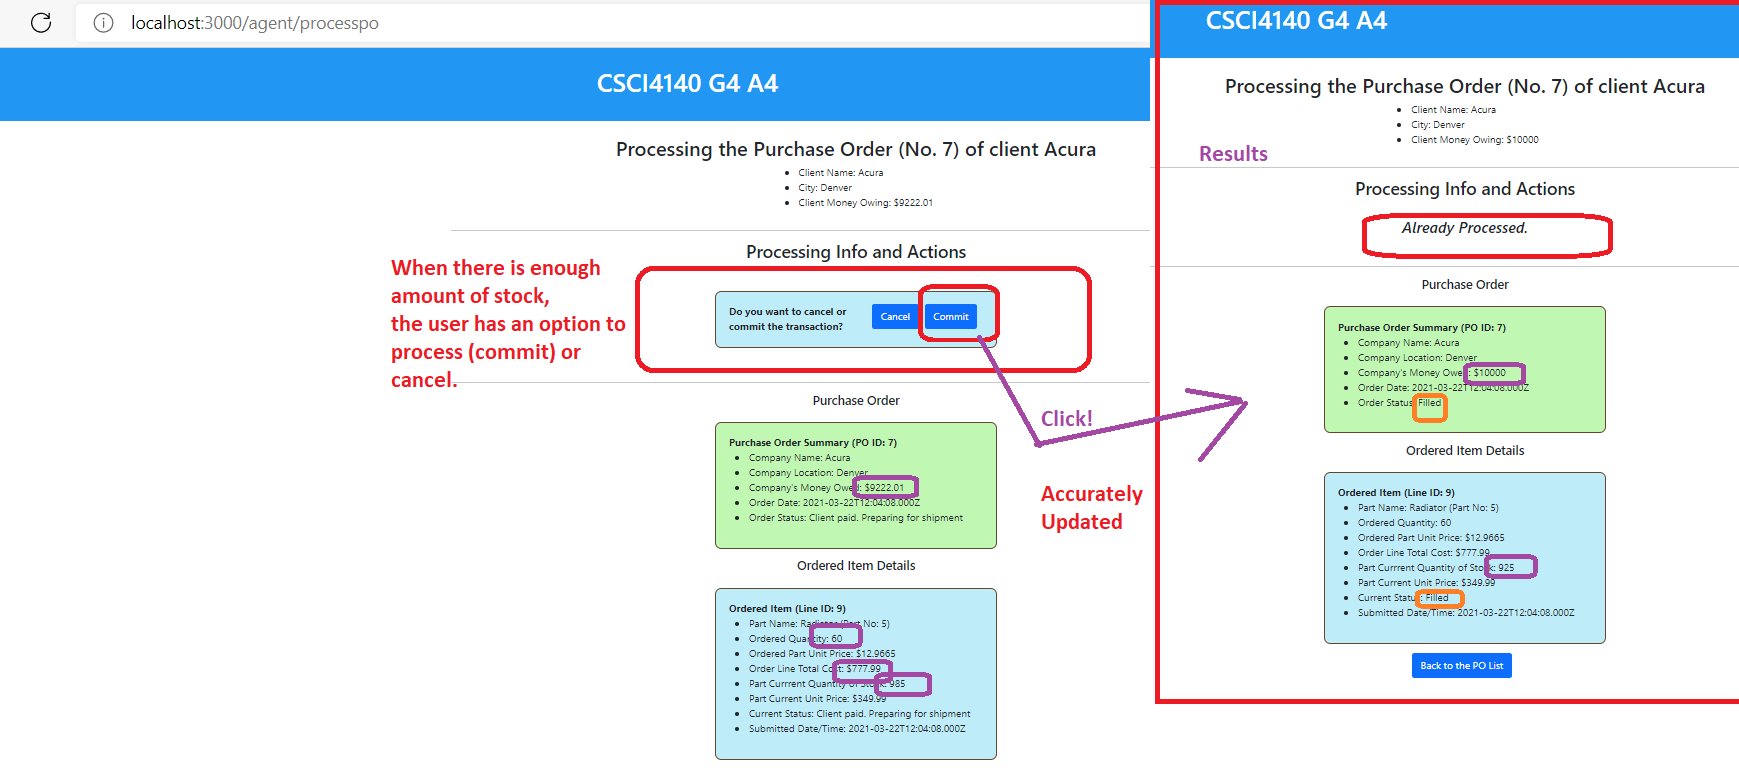 localhost:3000/agent/processpo
CSCI4140 G4 A4
Processing the Purchase Order (No. 7) of client Acura
Client Name: Acura
City: Denver
Client Money Owing: $9222.01
Processing Info and Actions
When there is enough
amount of stock,
the user has an option to
process (commit) or
cancel.
Do you want to cancel or
commit the transaction?
Cancel
Commit
Purchase Order
Purchase Order Summary (PO ID: 7)
Company Name: Acura
Company Location: Denver
Company's Money Owed: $9222.01
Order Date: 2021-03-22T12:04:08.000Z
Order Status: Client paid. Preparing for shipment
Ordered Item Details
Ordered Item (Line ID: 9)
Part Name: Radiator (Part No: 5)
Ordered Quantity: 60
Ordered Part Unit Price: $12.9665
Order Line Total Cost: $777.99
Part Currrent Quantity of Stock: 985
Part Current Unit Price: $349.99
Current Status: Client paid. Preparing for shipment
Submitted Date/Time: 2021-03-22T12:04:08.000Z
Click!
Accurately
Updated
CSCI4140 G4 A4
Processing the Purchase Order (No. 7) of client Acura
Client Name: Acura
City: Denver
Client Money Owing: $10000
Results
Processing Info and Actions
Already Processed.
Purchase Order
Purchase Order Summary (PO ID: 7)
Company Name: Acura
Company Location: Denver
Company's Money Owed: $10000
Order Date: 2021-03-22T12:04:08.000Z
Order Status: Filled
Ordered Item Details
Ordered Item (Line ID: 9)
Part Name: Radiator (Part No: 5)
Ordered Quantity: 60
Ordered Part Unit Price: $12.9665
Order Line Total Cost: $777.99
Part Currrent Quantity of Stock: 925
Part Current Unit Price: $349.99
Current Status: Filled
Submitted Date/Time: 2021-03-22T12:04:08.000Z
Back to the PO List